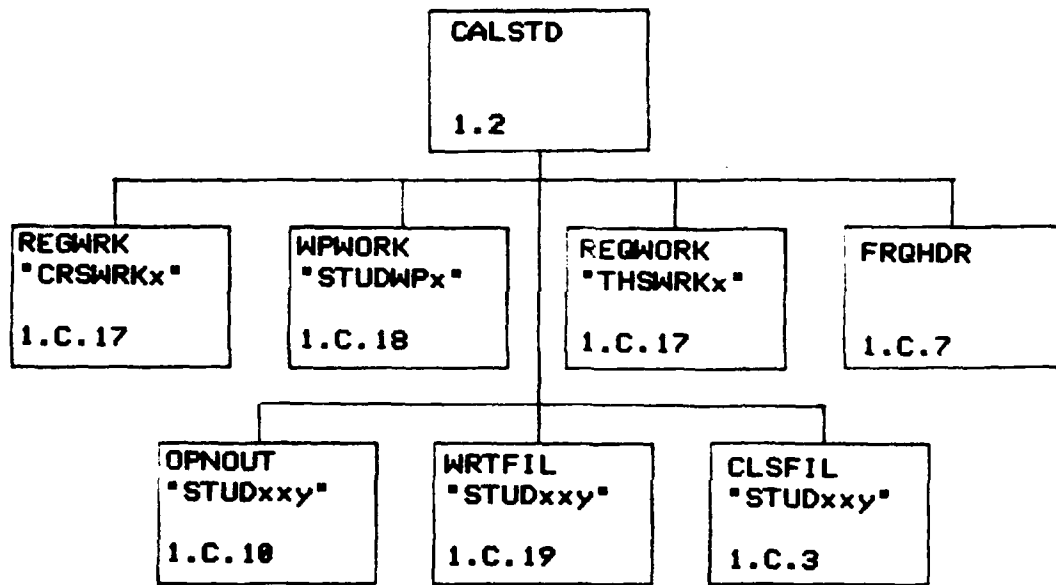 CALSTD
1.2
REGWRK
"CRSWRKx"
1.C.17
WPWORK
"STUDWPx"
1.C.18
REQWORK
"THSWRKx"
1.C.17
FRQHDR
1.C.7
OPNOUT
"STUDxxy"
1.C.10
WRTFIL
"STUDxxy"
1.C.19
CLSFIL
"STUDxxy"
1.C.3